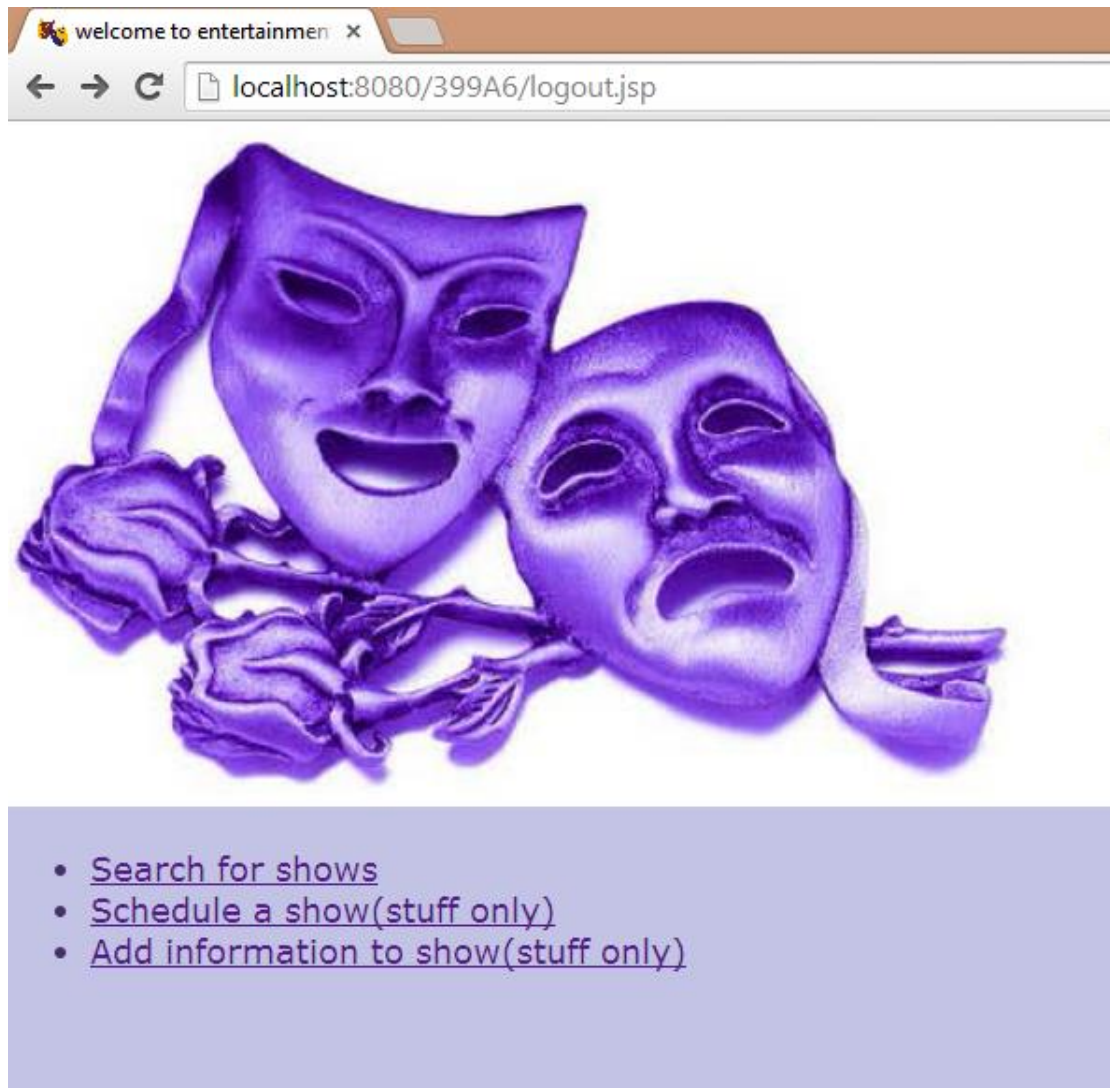 welcome to entertainmen
localhost:8080/399A6/logout.jsp
Search for shows
Schedule a show(stuff only)
Add information to show(stuff only)